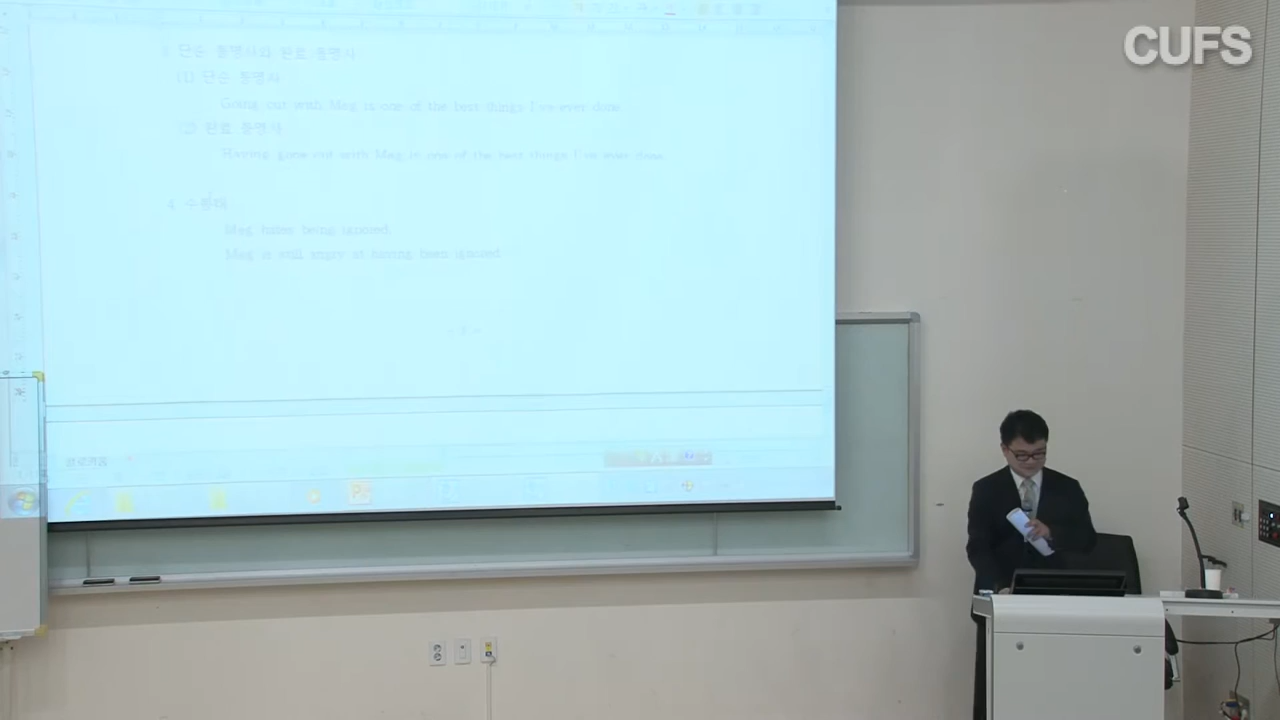 CUFS
3. 단순 동명사와 완료 동명사
(1) 단순 동명사
Going out with Meg is one of the best things I've ever done.
(2) 완료 동명사
Having gone out with Meg is one of the best things I've ever done.
4. 수동태
Meg hates being ignored.
Meg is still angry at having been ignored.